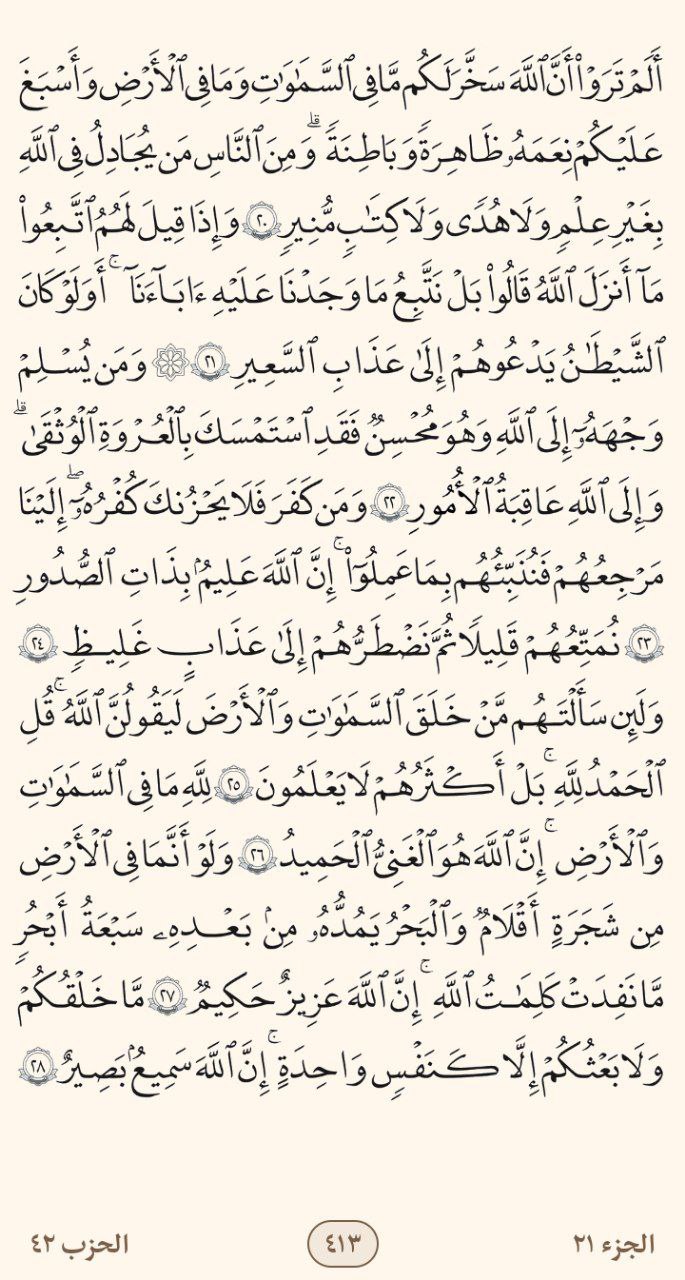 أَلَمۡ تَرَوۡاْ أَنَّ ٱللَّهَ سَخَّرَ لَكُم مَّا فِي ٱلسَّمَٰوَٰتِ وَمَا فِي ٱلۡأَرۡضِ وَأَسۡبَغَ
عَلَيۡكُمۡ نِعَمَهُۥ ظَٰهِرَةٗ وَبَاطِنَةٗۗ وَمِنَ ٱلنَّاسِ مَن يُجَٰدِلُ فِي ٱللَّهِ
بِغَيۡرِ عِلۡمٖ وَلَا هُدٗى وَلَا كِتَٰبٖ مُّنِيرٖ ٢٠ وَإِذَا قِيلَ لَهُمُ ٱتَّبِعُواْ
مَآ أَنزَلَ ٱللَّهُ قَالُواْ بَلۡ نَتَّبِعُ مَا وَجَدۡنَا عَلَيۡهِ ءَابَآءَنَآۚ أَوَلَوۡ كَانَ
ٱلشَّيۡطَٰنُ يَدۡعُوهُمۡ إِلَىٰ عَذَابِ ٱلسَّعِيرِ ٢١ ۞ وَمَن يُسۡلِمۡ
وَجۡهَهُۥٓ إِلَى ٱللَّهِ وَهُوَ مُحۡسِنٞ فَقَدِ ٱسۡتَمۡسَكَ بِٱلۡعُرۡوَةِ ٱلۡوُثۡقَىٰۗ
وَإِلَى ٱللَّهِ عَٰقِبَةُ ٱلۡأُمُورِ ٢٢ وَمَن كَفَرَ فَلَا يَحۡزُنكَ كُفۡرُهُۥٓۖ إِلَيۡنَا
مَرۡجِعُهُمۡ فَنُنَبِّئُهُم بِمَا عَمِلُوٓاْۚ إِنَّ ٱللَّهَ عَلِيمُۢ بِذَاتِ ٱلصُّدُورِ
٢٣ نُمَتِّعُهُمۡ قَلِيلٗا ثُمَّ نَضۡطَرُّهُمۡ إِلَىٰ عَذَابٍ غَلِيظٖ ٢٤
وَلَئِن سَأَلۡتَهُم مَّنۡ خَلَقَ ٱلسَّمَٰوَٰتِ وَٱلۡأَرۡضَ لَيَقُولُنَّ ٱللَّهُۚ قُلِ
ٱلۡحَمۡدُ لِلَّهِۚ بَلۡ أَكۡثَرُهُمۡ لَا يَعۡلَمُونَ ٢٥ لِلَّهِ مَا فِي ٱلسَّمَٰوَٰتِ
وَٱلۡأَرۡضِۚ إِنَّ ٱللَّهَ هُوَ ٱلۡغَنِيُّ ٱلۡحَمِيدُ ٢٦ وَلَوۡ أَنَّمَا فِي ٱلۡأَرۡضِ
مِن شَجَرَةٍ أَقۡلَٰمٞ وَٱلۡبَحۡرُ يَمُدُّهُۥ مِنۢ بَعۡدِهِۦ سَبۡعَةُ أَبۡحُرٖ
مَّا نَفِدَتۡ كَلِمَٰتُ ٱللَّهِۚ إِنَّ ٱللَّهَ عَزِيزٌ حَكِيمٞ ٢٧ مَّا خَلۡقُكُمۡ
وَلَا بَعۡثُكُمۡ إِلَّا كَنَفۡسٖ وَٰحِدَةٍۚ إِنَّ ٱللَّهَ سَمِيعُۢ بَصِيرٌ ٢٨
الجزء ٢١ ٤١٣ الحزب ٤٢